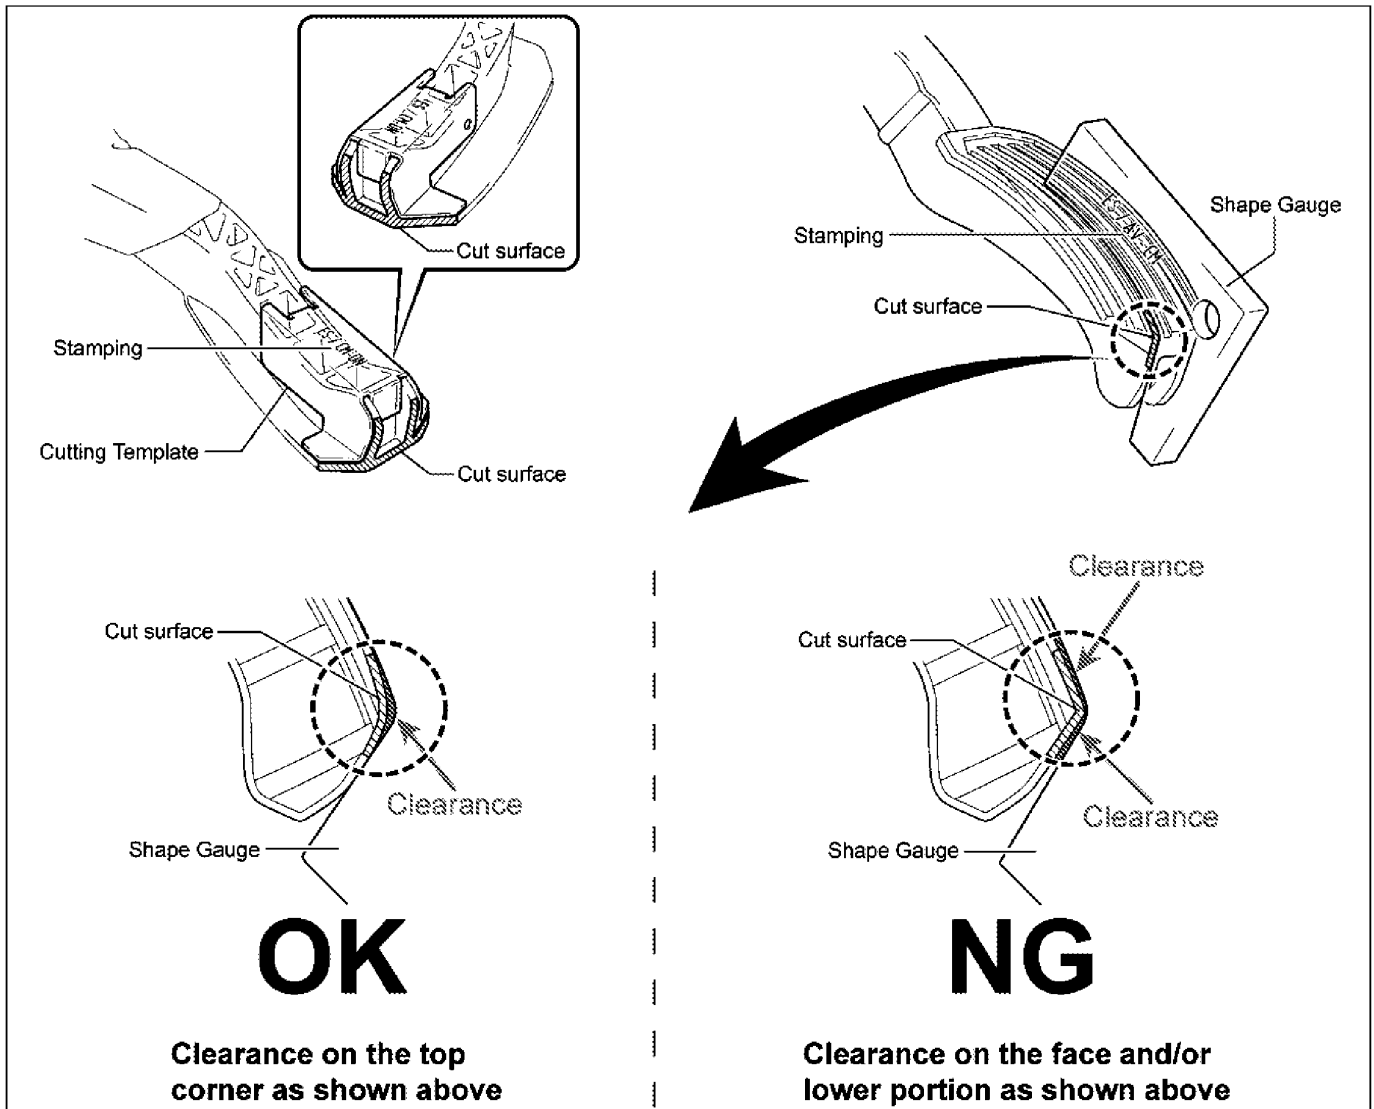 Cut surface
Stamping
Cutting Template
Cut surface
Shape Gauge
Stamping
Cut surface
Clearance
Cut surface
Clearance
Shape Gauge
Cut surface
Clearance
Shape Gauge
OK
NG
Clearance on the top
corner as shown above
Clearance on the face and/or
lower portion as shown above